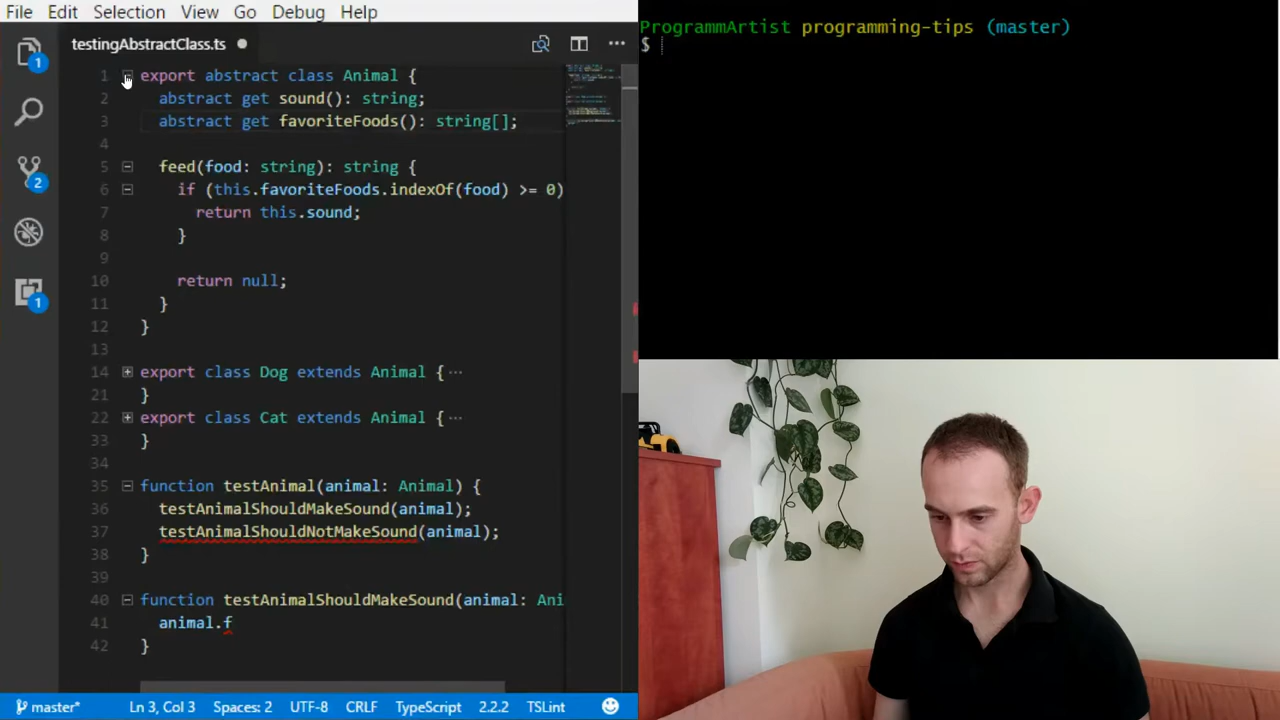 File Edit Selection View Go Debug Help
testingAbstractClass.ts
1 export abstract class Animal {
2 abstract get sound(): string;
3 abstract get favoriteFoods(): string[];
4
5 feed(food: string): string {
6 if (this.favoriteFoods.indexOf(food) >= 0)
7 return this.sound;
8 }
9
10 return null;
11 }
12 }
13
14 export class Dog extends Animal { ···
21 }
22 export class Cat extends Animal { ···
33 }
34
35 function testAnimal(animal: Animal) {
36 testAnimalShouldMakeSound(animal);
37 testAnimalShouldNotMakeSound(animal);
38 }
39
40 function testAnimalShouldMakeSound(animal: Ani
41 animal.f
42 }
1
2
1
master* Ln 3, Col 3 Spaces: 2 UTF-8 CRLF TypeScript 2.2.2 TSLint
ProgrammArtist programming-tips (master)
$